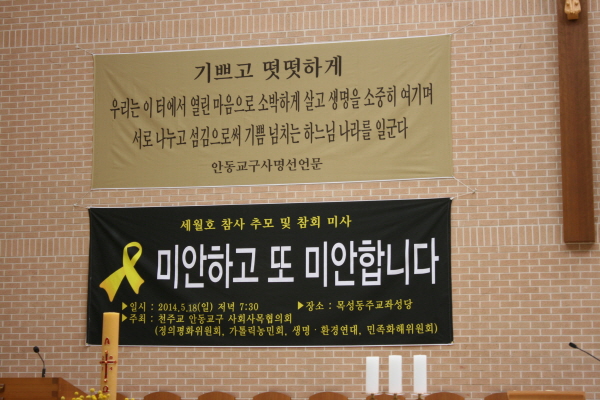 기쁘고 떳떳하게
우리는 이 터에서 열린 마음으로 소박하게 살고 생명을 소중히 여기며
서로 나누고 섬김으로써 기쁨 넘치는 하느님 나라를 일군다
안동교구사명선언문
세월호 참사 추모 및 참회 미사
미안하고 또 미안합니다
▶일시 : 2014.5.18(일) 저녁 7:30 ▶장소 : 목성동주교좌성당
▶주최 : 천주교 안동교구 사회사목협의회
(정의평화위원회, 가톨릭농민회, 생명·환경연대, 민족화해위원회)